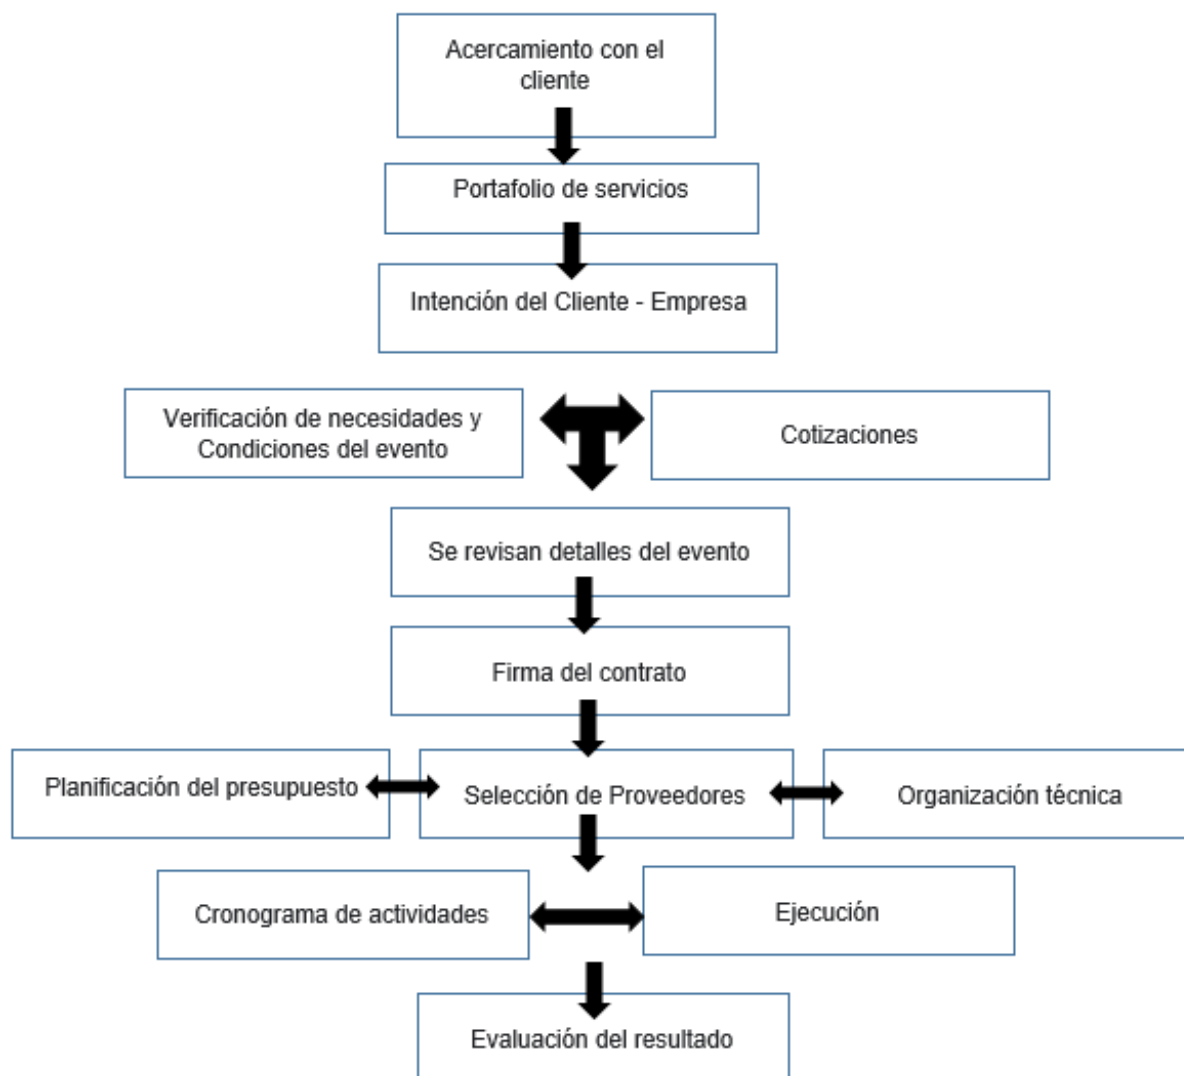 Acercamiento con el
cliente
Portafolio de servicios
Intención del Cliente - Empresa
Verificación de necesidades y
Condiciones del evento
Cotizaciones
Se revisan detalles del evento
Firma del contrato
Planificación del presupuesto
Selección de Proveedores
Organización técnica
Cronograma de actividades
Ejecución
Evaluación del resultado